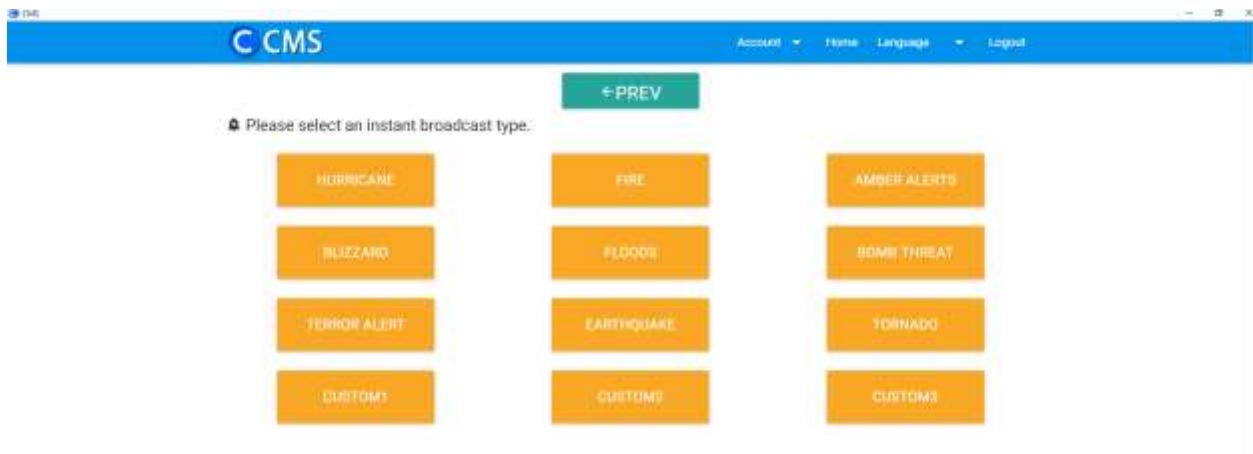 CMS
C CMS
Account Home Language Logout
←PREV
Please select an instant broadcast type.
HURRICANE FIRE AMBER ALERTS
BLIZZARD FLOODS BOMB THREAT
TERROR ALERT EARTHQUAKE TORNADO
CUSTOM1 CUSTOM2 CUSTOM3